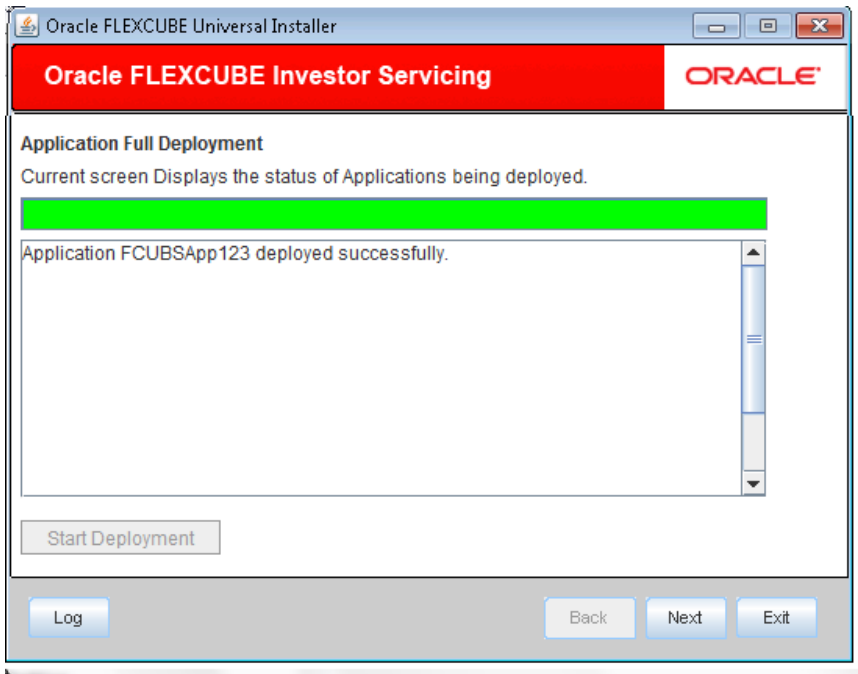 Oracle FLEXCUBE Universal Installer
Oracle FLEXCUBE Investor Servicing
ORACLE
Application Full Deployment
Current screen Displays the status of Applications being deployed.
Application FCUBSApp123 deployed successfully.
Start Deployment
Log
Back
Next
Exit